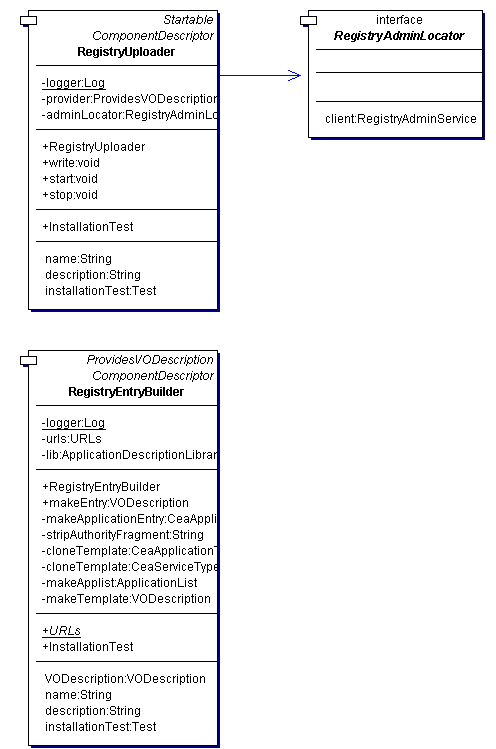 Startable
ComponentDescriptor
RegistryUploader
-logger:Log
-provider:ProvidesVODescription
-adminLocator:RegistryAdminLo
+RegistryUploader
+write:void
+start:void
+stop:void
+InstallationTest
name:String
description:String
installationTest:Test
interface
RegistryAdminLocator
client:RegistryAdminService
ProvidesVODescription
ComponentDescriptor
RegistryEntryBuilder
-logger:Log
-urls:URLs
-lib:ApplicationDescriptionLibrar
+RegistryEntryBuilder
+makeEntry:VODescription
-makeApplicationEntry:CeaAppli
-stripAuthorityFragment:String
-cloneTemplate:CeaApplicationT
-cloneTemplate:CeaServiceType
-makeApplist:ApplicationList
-makeTemplate:VODescription
+URLs
+InstallationTest
VODescription:VODescription
name:String
description:String
installationTest:Test